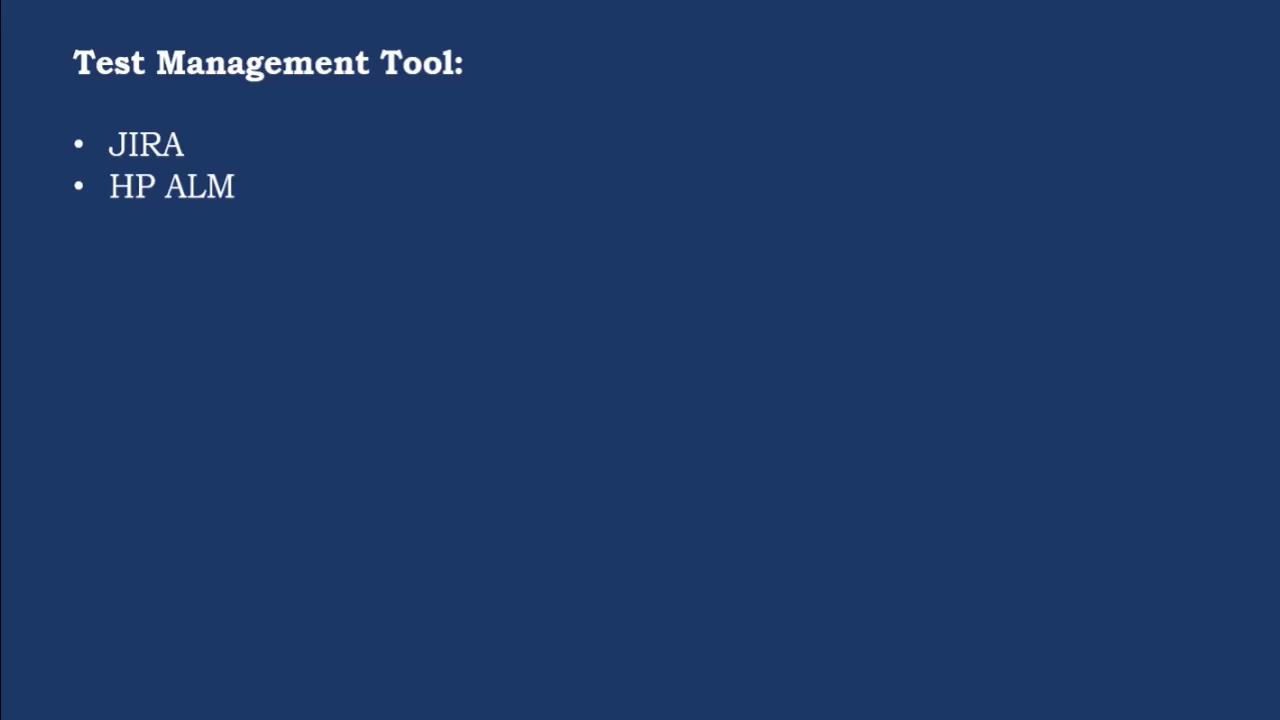 Test Management Tool:
• JIRA
• HP ALM